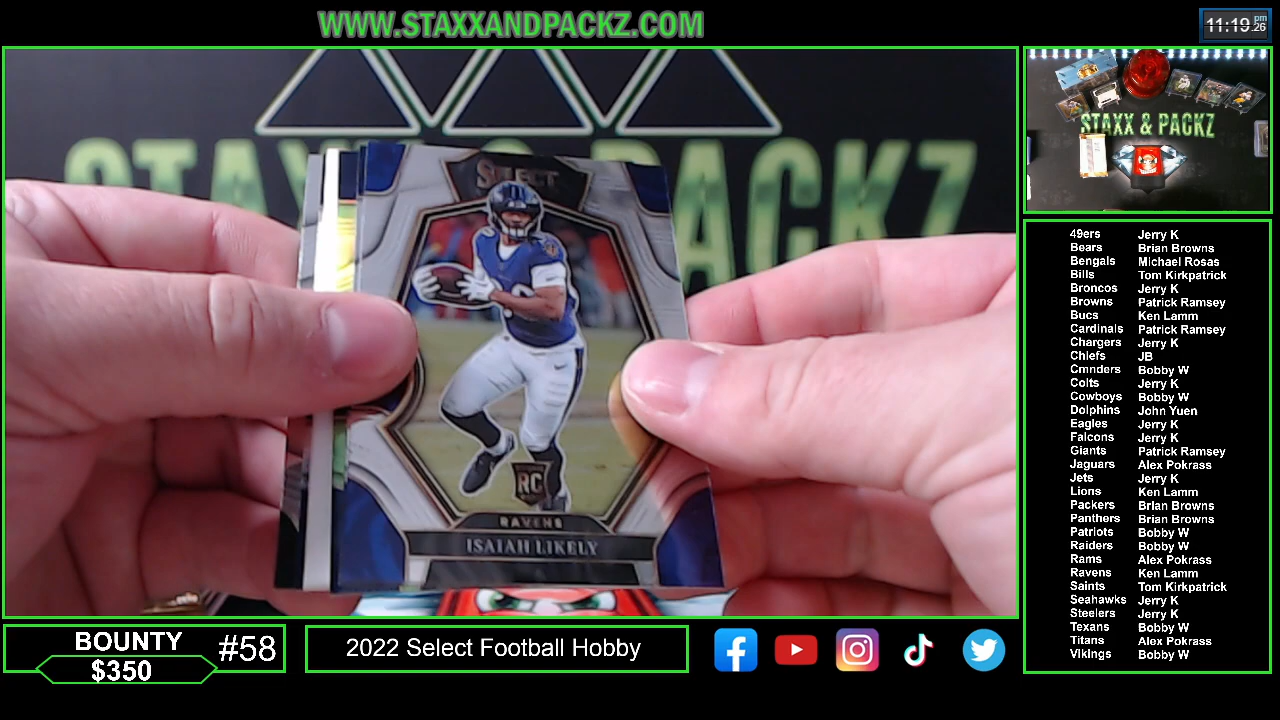 WWW.STAXXANDPACKZ.COM
11:19 pm 26
STAXX & PACKZ
SELECT
RC
RAVENS
ISAIAH LIKELY
STAXX & PACKZ
49ers Jerry K
Bears Brian Browns
Bengals Michael Rosas
Bills Tom Kirkpatrick
Broncos Jerry K
Browns Patrick Ramsey
Bucs Ken Lamm
Cardinals Patrick Ramsey
Chargers Jerry K
Chiefs JB
Cmnders Bobby W
Colts Jerry K
Cowboys Bobby W
Dolphins John Yuen
Eagles Jerry K
Falcons Jerry K
Giants Patrick Ramsey
Jaguars Alex Pokrass
Jets Jerry K
Lions Ken Lamm
Packers Brian Browns
Panthers Brian Browns
Patriots Bobby W
Raiders Bobby W
Rams Alex Pokrass
Ravens Ken Lamm
Saints Tom Kirkpatrick
Seahawks Jerry K
Steelers Jerry K
Texans Bobby W
Titans Alex Pokrass
Vikings Bobby W
BOUNTY
$350
#58
2022 Select Football Hobby